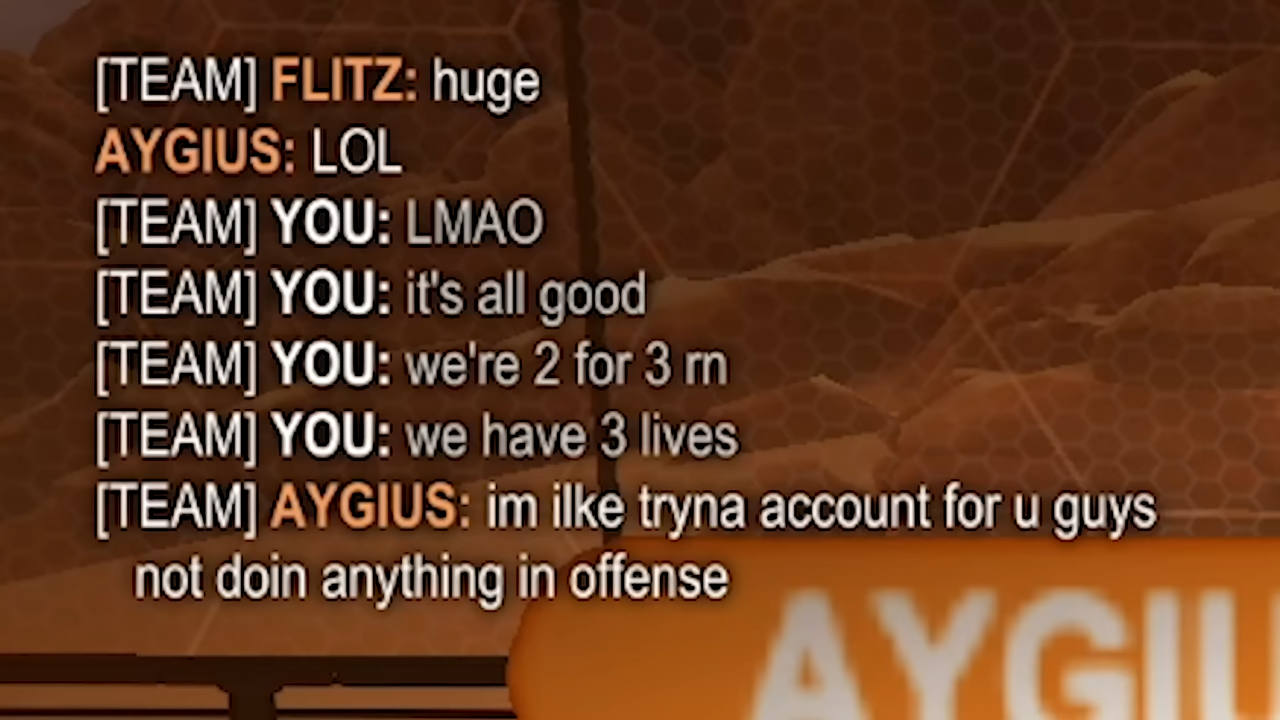 [TEAM] FLITZ: huge
AYGIUS: LOL
[TEAM] YOU: LMAO
[TEAM] YOU: it's all good
[TEAM] YOU: we're 2 for 3 rn
[TEAM] YOU: we have 3 lives
[TEAM] AYGIUS: im ilke tryna account for u guys
not doin anything in offense
AYGIU